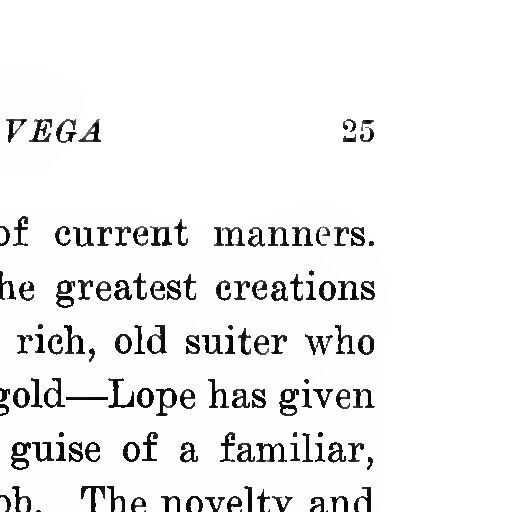 VEGA 25
of current manners.
he greatest creations
rich, old suiter who
gold—Lope has given
guise of a familiar,
ob. The novelty and